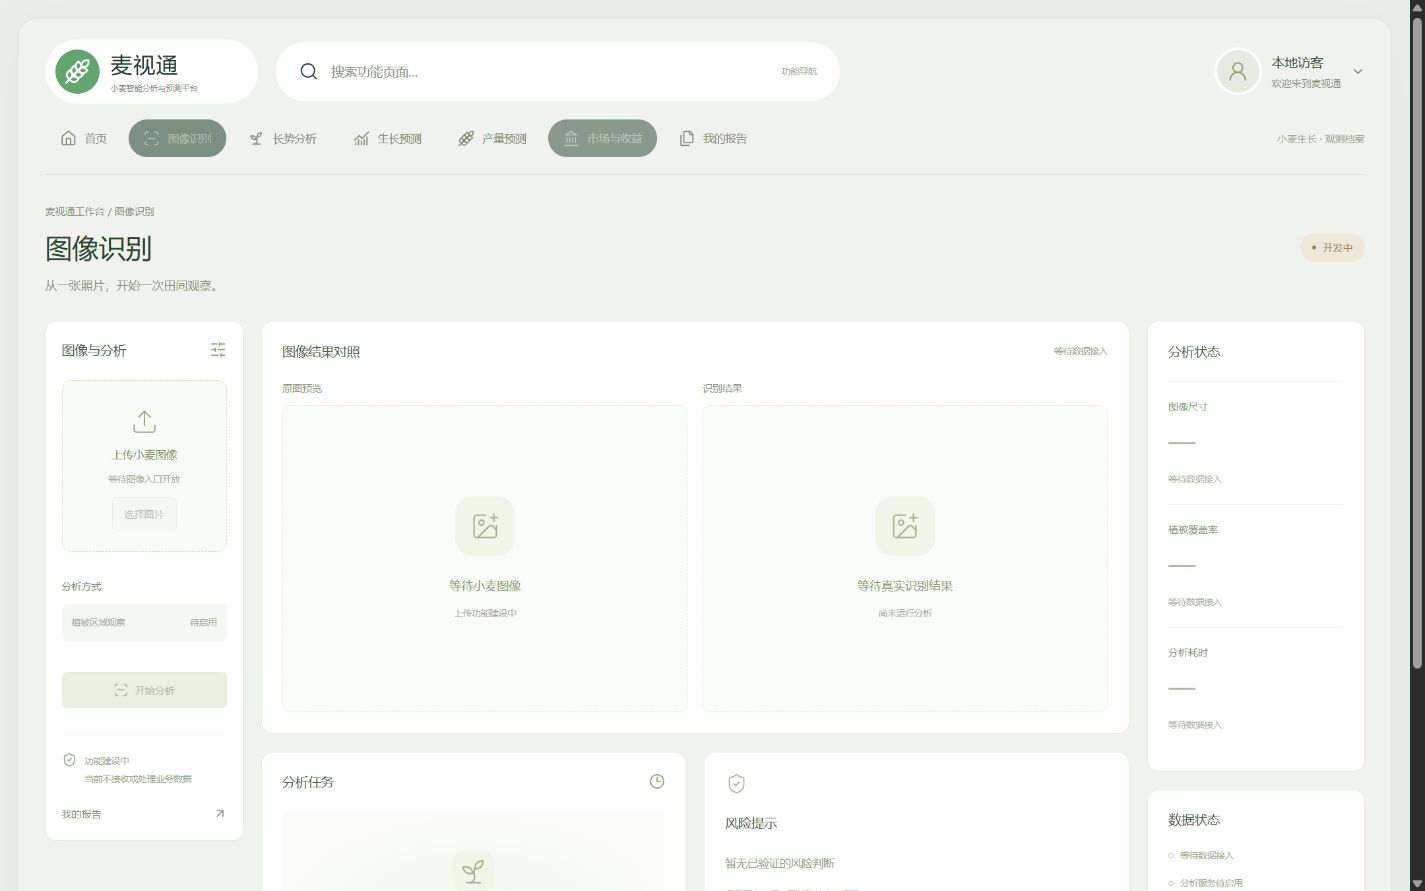 麦视通
小麦智能分析与预测平台
搜索功能页面...
功能导航
本地访客
欢迎来到麦视通
首页
图像识别
长势分析
生长预测
产量预测
市场与收益
我的报告
小麦生长 · 观测档案
麦视通工作台 / 图像识别
图像识别
开发中
从一张照片，开始一次田间观察。
图像与分析
上传小麦图像
等待图像入口开放
选择图片
分析方式
植被区域观察
待启用
开始分析
功能建设中
当前不接收或处理业务数据
我的报告
图像结果对照
等待数据接入
原图预览
识别结果
等待小麦图像
上传功能建设中
等待真实识别结果
尚未运行分析
分析状态
图像尺寸
—
等待数据接入
植被覆盖率
—
等待数据接入
分析耗时
—
等待数据接入
分析任务
风险提示
暂无已验证的风险判断
数据状态
等待数据接入
分析服务待启用